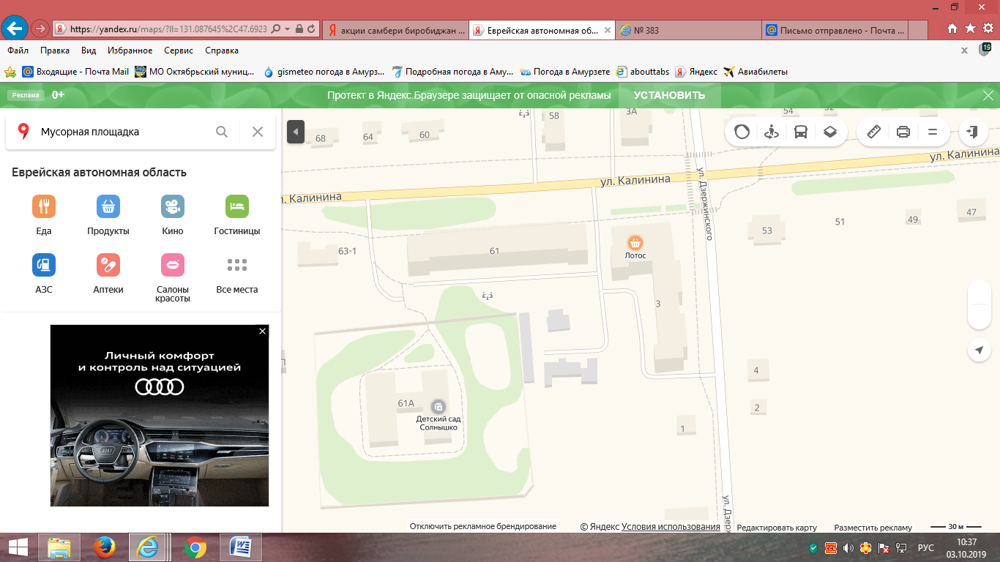 https://yandex.ru/maps/?ll=131.087645%2C47.6923
акции самбери биробиджан ...
Еврейская автономная об...
№ 383
Письмо отправлено - Почта ...
Файл Правка Вид Избранное Сервис Справка
19
Входящие - Почта Mail
МО Октябрьский муниц...
gismeteo погода в Амурз...
Подробная погода в Аму...
Погода в Амурзете
abouttabs
Яндекс
Авиабилеты
Реклама 0+ Протект в Яндекс.Браузере защищает от опасной рекламы УСТАНОВИТЬ
Мусорная площадка
Еврейская автономная область
Еда Продукты Кино Гостиницы
АЗС Аптеки Салоны
красоты
Все места
Личный комфорт
и контроль над ситуацией
68
64
60
58
3А
54
ул. Калинина
ул. Калинина
л. Калинина
ул. Дзержинского
63-1
61
Лотос
53
51
49
47
3
4
2
1
61А
Детский сад
Солнышко
ул. Дзерж
Отключить рекламное брендирование
© Яндекс Условия использования
Редактировать карту
Разместить рекламу
30 м
РУС
10:37
03.10.2019